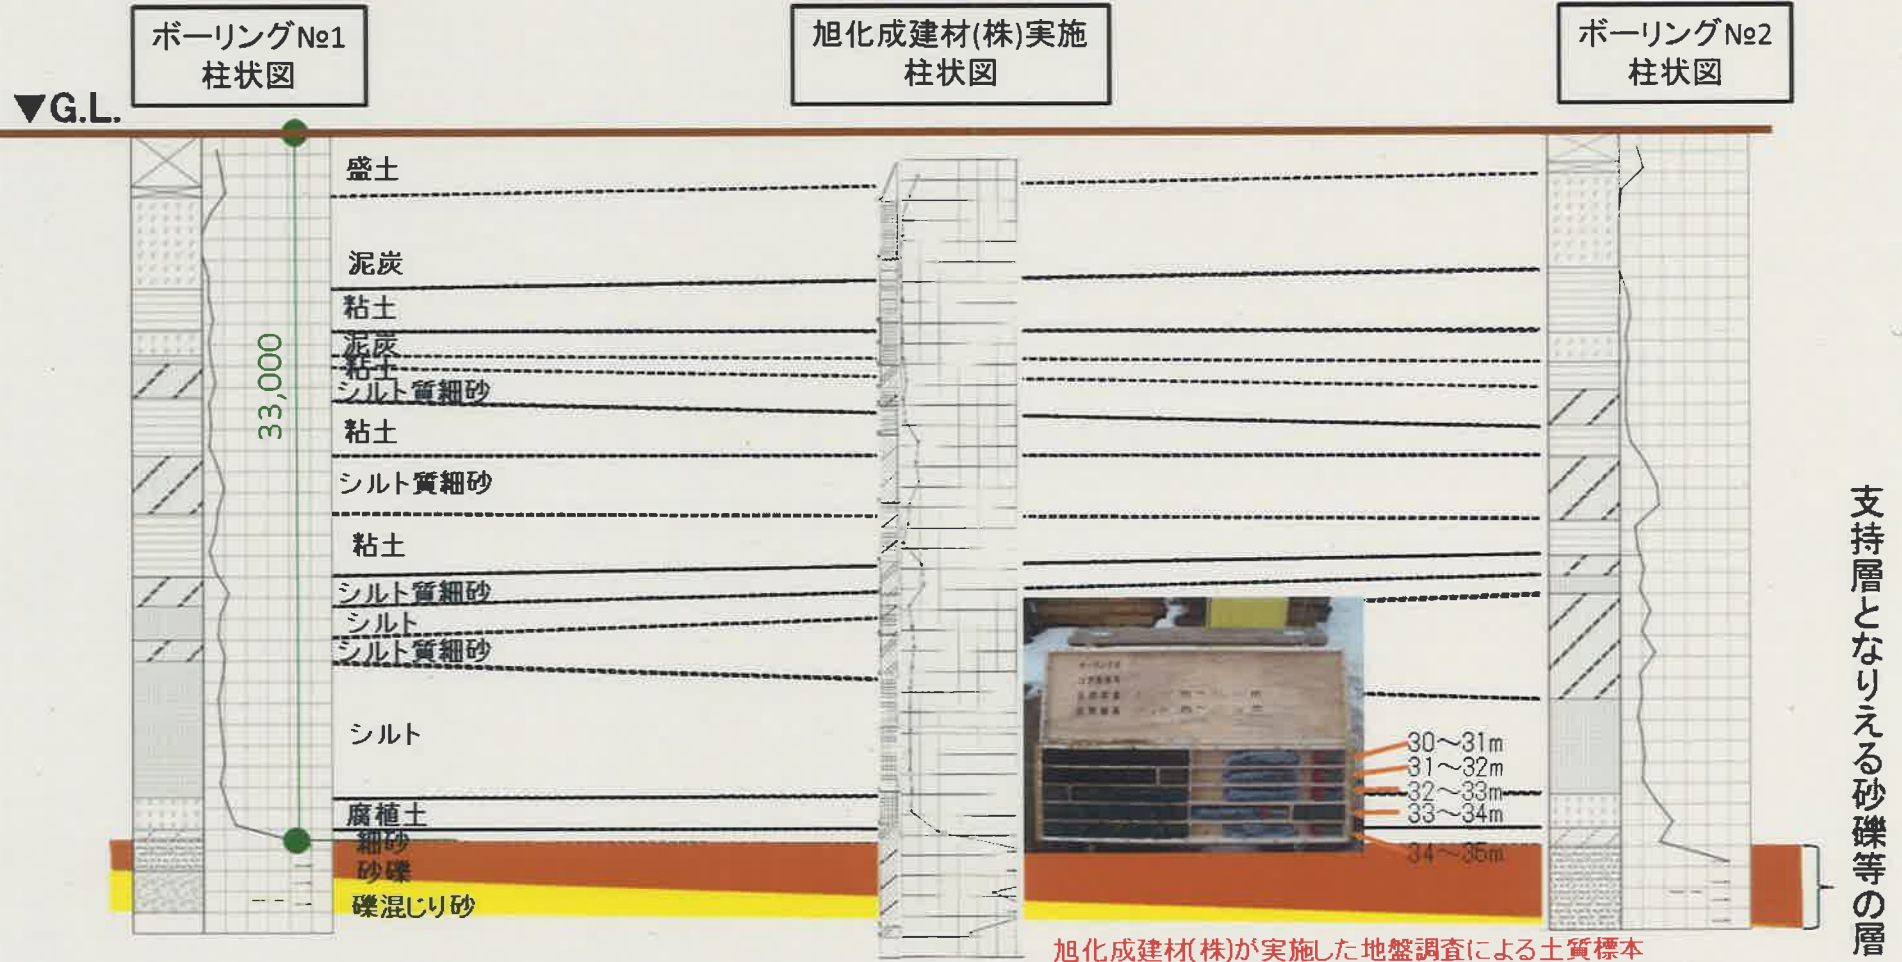 ボーリング№1
柱状図
旭化成建材(株)実施
柱状図
ボーリング№2
柱状図
▼G.L.
33,000
盛土
泥炭
粘土
泥炭
粘土
シルト質細砂
粘土
シルト質細砂
粘土
シルト質細砂
シルト
シルト質細砂
シルト
腐植土
細砂
砂礫
礫混じり砂
30～31m
31～32m
32～33m
33～34m
34～35m
旭化成建材(株)が実施した地盤調査による土質標本
支持層となりえる砂礫等の層